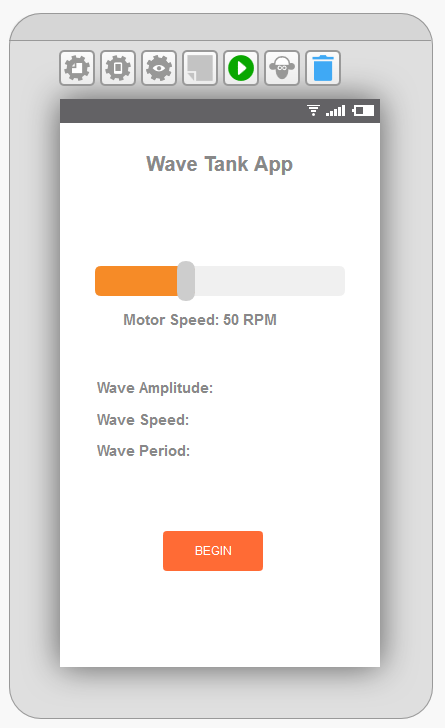 Wave Tank App
Motor Speed: 50 RPM
Wave Amplitude:
Wave Speed:
Wave Period:
BEGIN